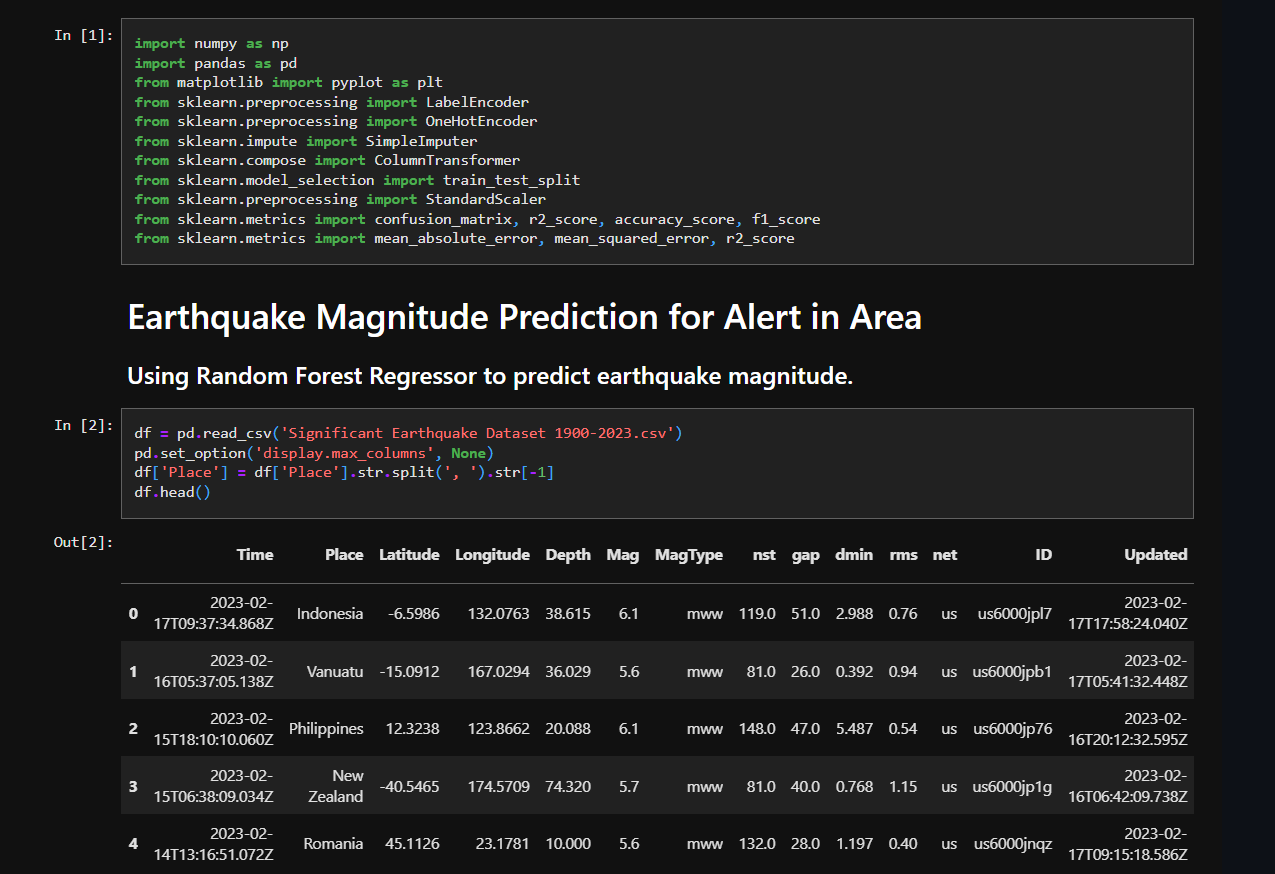 In [1]:
import numpy as np
import pandas as pd
from matplotlib import pyplot as plt
from sklearn.preprocessing import LabelEncoder
from sklearn.preprocessing import OneHotEncoder
from sklearn.impute import SimpleImputer
from sklearn.compose import ColumnTransformer
from sklearn.model_selection import train_test_split
from sklearn.preprocessing import StandardScaler
from sklearn.metrics import confusion_matrix, r2_score, accuracy_score, f1_score
from sklearn.metrics import mean_absolute_error, mean_squared_error, r2_score
Earthquake Magnitude Prediction for Alert in Area
Using Random Forest Regressor to predict earthquake magnitude.
In [2]:
df = pd.read_csv('Significant Earthquake Dataset 1900-2023.csv')
pd.set_option('display.max_columns', None)
df['Place'] = df['Place'].str.split(', ').str[-1]
df.head()
Out[2]:
Time Place Latitude Longitude Depth Mag MagType nst gap dmin rms net ID Updated
0 2023-02-17T09:37:34.868Z Indonesia -6.5986 132.0763 38.615 6.1 mww 119.0 51.0 2.988 0.76 us us6000jpl7 2023-02-17T17:58:24.040Z
1 2023-02-16T05:37:05.138Z Vanuatu -15.0912 167.0294 36.029 5.6 mww 81.0 26.0 0.392 0.94 us us6000jpb1 2023-02-17T05:41:32.448Z
2 2023-02-15T18:10:10.060Z Philippines 12.3238 123.8662 20.088 6.1 mww 148.0 47.0 5.487 0.54 us us6000jp76 2023-02-16T20:12:32.595Z
3 2023-02-15T06:38:09.034Z New Zealand -40.5465 174.5709 74.320 5.7 mww 81.0 40.0 0.768 1.15 us us6000jp1g 2023-02-16T06:42:09.738Z
4 2023-02-14T13:16:51.072Z Romania 45.1126 23.1781 10.000 5.6 mww 132.0 28.0 1.197 0.40 us us6000jnqz 2023-02-17T09:15:18.586Z